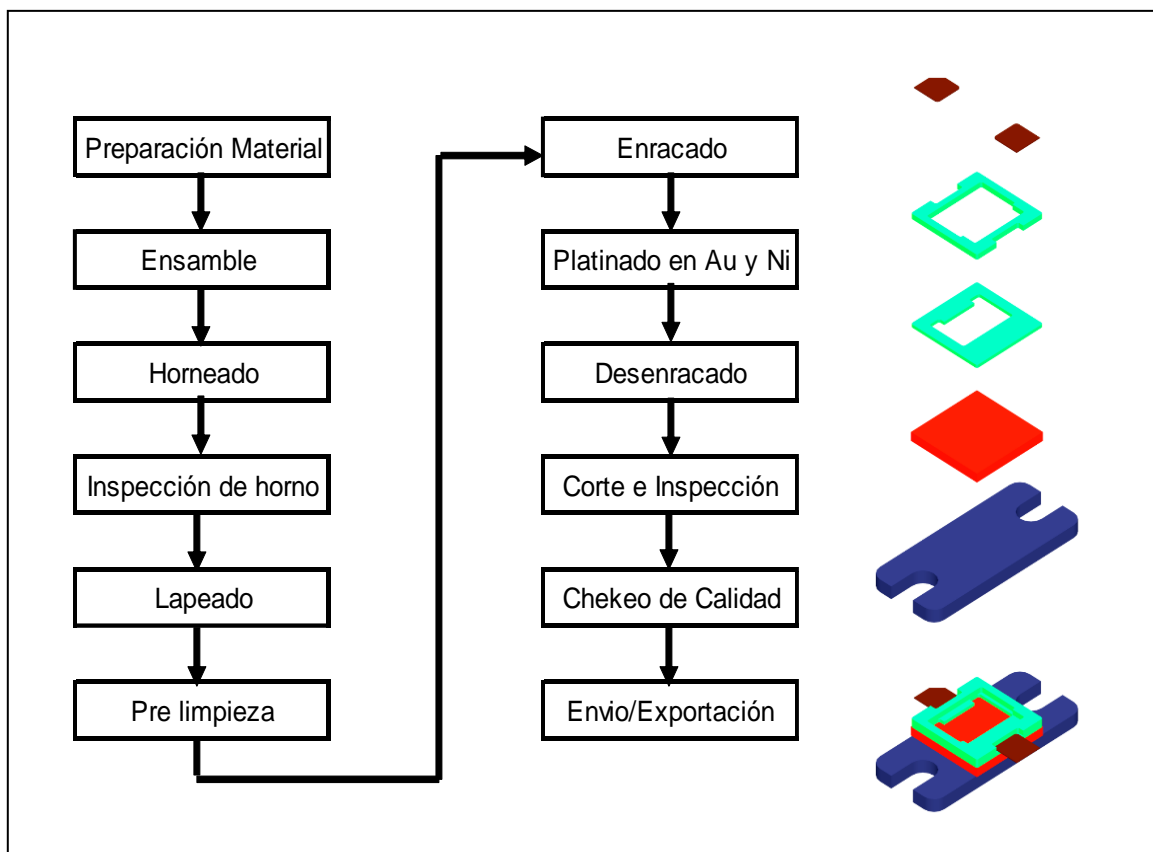 Preparación Material
Ensamble
Horneado
Inspección de horno
Lapeado
Pre limpieza
Enracado
Platinado en Au y Ni
Desenracado
Corte e Inspección
Chekeo de Calidad
Envio/Exportación